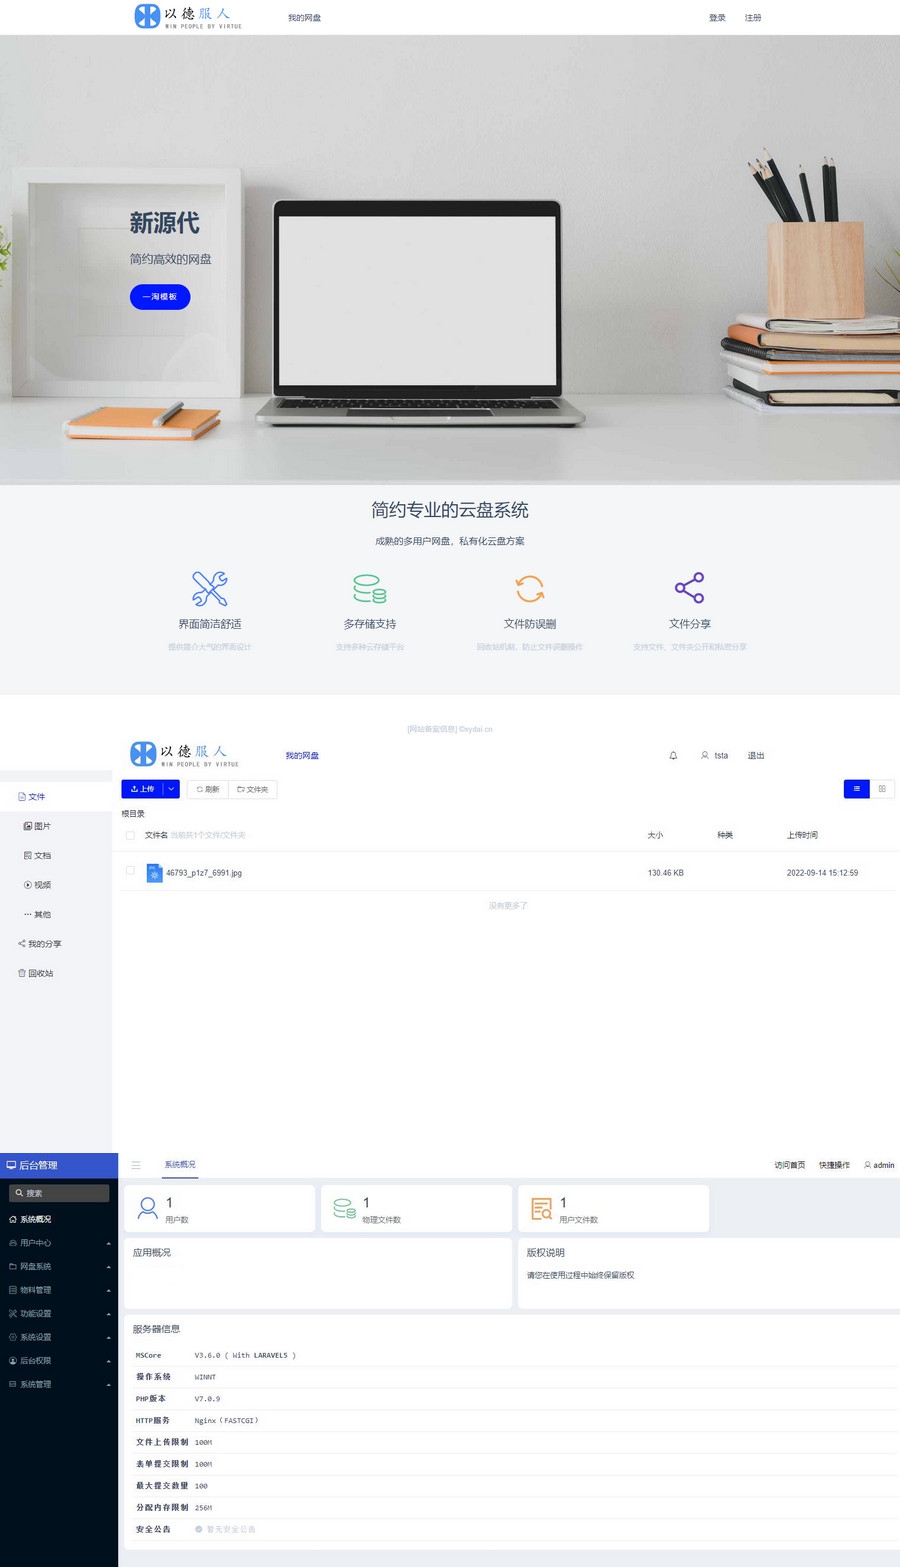 以德服人
WIN PEOPLE BY VIRTUE
我的网盘
登录 注册
新源代
简约高效的网盘
一淘模板
简约专业的云盘系统
成熟的多用户网盘，私有化云盘方案
界面简洁舒适 多存储支持 文件防误删 文件分享
提供简介大气的界面设计 支持多种云存储平台 回收站机制，防止文件误删操作 支持文件、文件夹公开和私密分享
[网站备案信息] ©sydai.cn
以德服人
WIN PEOPLE BY VIRTUE
我的网盘
tsta 退出
上传 刷新 文件夹
文件
图片
文档
视频
其他
我的分享
回收站
根目录
文件名 当前共1个文件/文件夹 大小 种类 上传时间
46793_p1z7_6991.jpg 130.46 KB 2022-09-14 15:12:59
没有更多了
后台管理
搜索
系统概况
用户中心
网盘系统
物料管理
功能设置
系统设置
后台权限
系统管理
系统概况
访问首页 快捷操作 admin
1 1 1
用户数 物理文件数 用户文件数
应用概况
版权说明
请您在使用过程中始终保留版权
服务器信息
MSCore V3.6.0 ( With LARAVEL5 )
操作系统 WINNT
PHP版本 V7.0.9
HTTP服务 Nginx（FASTCGI）
文件上传限制 100M
表单提交限制 100M
最大提交数量 100
分配内存限制 256M
安全公告 暂无安全公告